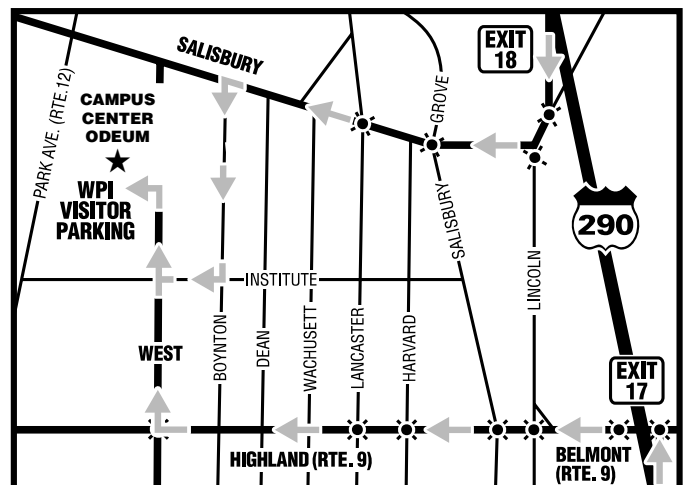 SALISBURY
EXIT
18
PARK AVE. (RTE.12)
CAMPUS
CENTER
ODEUM
GROVE
WPI
VISITOR
PARKING
SALISBURY
290
INSTITUTE
LINCOLN
WEST
BOYNTON
DEAN
WACHUSETT
LANCASTER
HARVARD
EXIT
17
HIGHLAND (RTE. 9)
BELMONT
(RTE. 9)